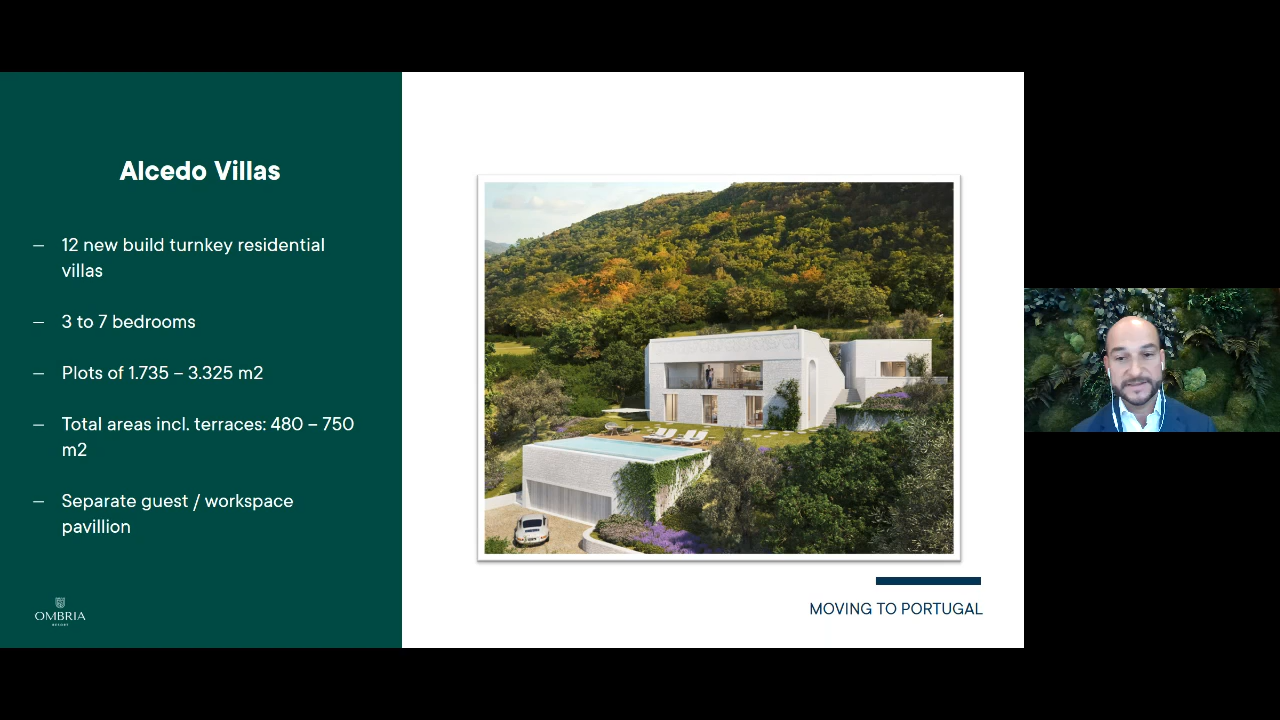 Alcedo Villas
– 12 new build turnkey residential
villas
– 3 to 7 bedrooms
– Plots of 1.735 – 3.325 m2
– Total areas incl. terraces: 480 – 750
m2
– Separate guest / workspace
pavillion
OMBRIA
RESORT
MOVING TO PORTUGAL